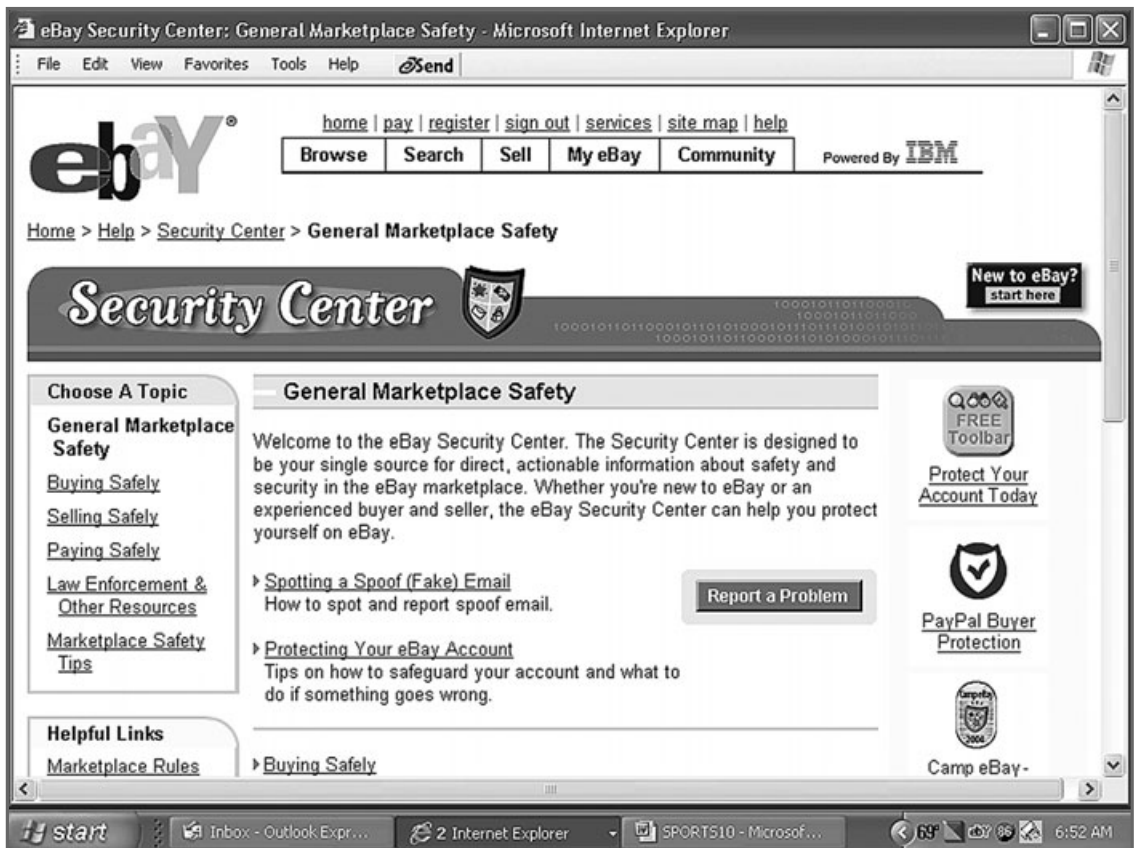 eBay Security Center: General Marketplace Safety - Microsoft Internet Explorer
File Edit View Favorites Tools Help Send
ebaY®
home | pay | register | sign out | services | site map | help
Browse Search Sell My eBay Community Powered By IBM
Home > Help > Security Center > General Marketplace Safety
New to eBay?
start here
Security Center
Choose A Topic
General Marketplace
Safety
Buying Safely
Selling Safely
Paying Safely
Law Enforcement &
Other Resources
Marketplace Safety
Tips
Helpful Links
Marketplace Rules
General Marketplace Safety
Welcome to the eBay Security Center. The Security Center is designed to
be your single source for direct, actionable information about safety and
security in the eBay marketplace. Whether you're new to eBay or an
experienced buyer and seller, the eBay Security Center can help you protect
yourself on eBay.
Spotting a Spoof (Fake) Email
How to spot and report spoof email.
Report a Problem
Protecting Your eBay Account
Tips on how to safeguard your account and what to
do if something goes wrong.
Buying Safely
FREE
Toolbar
Protect Your
Account Today
PayPal Buyer
Protection
Camp eBay
2004
Camp eBay-
start Inbox - Outlook Expr... 2 Internet Explorer SPORTS10 - Microsof... 69° 86 6:52 AM